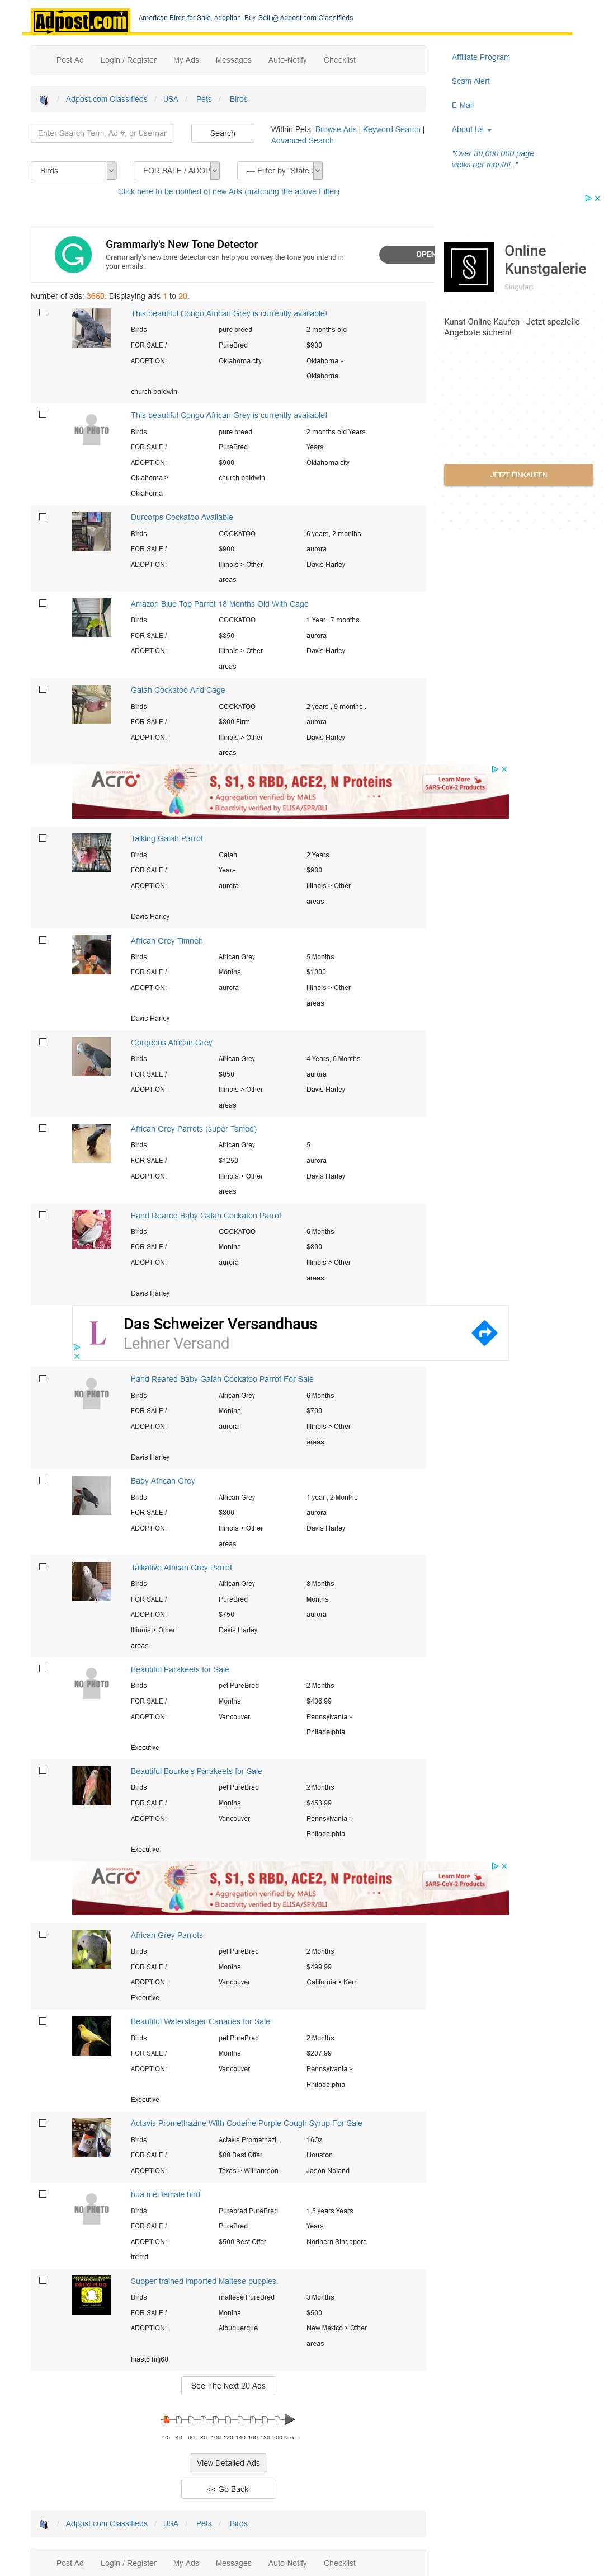 Adpost.com
American Birds for Sale, Adoption, Buy, Sell @ Adpost.com Classifieds
Post Ad Login / Register My Ads Messages Auto-Notify Checklist
Affiliate Program
Scam Alert
E-Mail
About Us
"Over 30,000,000 page
views per month!.."
/ Adpost.com Classifieds / USA / Pets / Birds
Enter Search Term, Ad #, or Usernam
Search
Within Pets: Browse Ads | Keyword Search |
Advanced Search
Birds
FOR SALE / ADOP
--- Filter by "State
Click here to be notified of new Ads (matching the above Filter)
Grammarly's New Tone Detector
Grammarly's new tone detector can help you convey the tone you intend in
your emails.
OPEN
Online
Kunstgalerie
Singulart
Kunst Online Kaufen - Jetzt spezielle
Angebote sichern!
JETZT EINKAUFEN
Number of ads: 3660. Displaying ads 1 to 20.
This beautiful Congo African Grey is currently available!
Birds pure breed 2 months old
FOR SALE / PureBred $900
ADOPTION: Oklahoma city Oklahoma >
Oklahoma
church baldwin
NO PHOTO
This beautiful Congo African Grey is currently available!
Birds pure breed 2 months old Years
FOR SALE / PureBred Years
ADOPTION: $900 Oklahoma city
Oklahoma > church baldwin
Oklahoma
Durcorps Cockatoo Available
Birds COCKATOO 6 years, 2 months
FOR SALE / $900 aurora
ADOPTION: Illinois > Other Davis Harley
areas
Amazon Blue Top Parrot 18 Months Old With Cage
Birds COCKATOO 1 Year , 7 months
FOR SALE / $850 aurora
ADOPTION: Illinois > Other Davis Harley
areas
Galah Cockatoo And Cage
Birds COCKATOO 2 years , 9 months..
FOR SALE / $800 Firm aurora
ADOPTION: Illinois > Other Davis Harley
areas
ACRO BIOSYSTEMS
S, S1, S RBD, ACE2, N Proteins
• Aggregation verified by MALS
• Bioactivity verified by ELISA/SPR/BLI
Learn More
SARS-CoV-2 Products
Talking Galah Parrot
Birds Galah 2 Years
FOR SALE / Years $900
ADOPTION: aurora Illinois > Other
areas
Davis Harley
African Grey Timneh
Birds African Grey 5 Months
FOR SALE / Months $1000
ADOPTION: aurora Illinois > Other
areas
Davis Harley
Gorgeous African Grey
Birds African Grey 4 Years, 6 Months
FOR SALE / $850 aurora
ADOPTION: Illinois > Other Davis Harley
areas
African Grey Parrots (super Tamed)
Birds African Grey 5
FOR SALE / $1250 aurora
ADOPTION: Illinois > Other Davis Harley
areas
Hand Reared Baby Galah Cockatoo Parrot
Birds COCKATOO 6 Months
FOR SALE / Months $800
ADOPTION: aurora Illinois > Other
areas
Davis Harley
L
Das Schweizer Versandhaus
Lehner Versand
NO PHOTO
Hand Reared Baby Galah Cockatoo Parrot For Sale
Birds African Grey 6 Months
FOR SALE / Months $700
ADOPTION: aurora Illinois > Other
areas
Davis Harley
Baby African Grey
Birds African Grey 1 year , 2 Months
FOR SALE / $800 aurora
ADOPTION: Illinois > Other Davis Harley
areas
Talkative African Grey Parrot
Birds African Grey 8 Months
FOR SALE / PureBred Months
ADOPTION: $750 aurora
Illinois > Other Davis Harley
areas
NO PHOTO
Beautiful Parakeets for Sale
Birds pet PureBred 2 Months
FOR SALE / Months $406.99
ADOPTION: Vancouver Pennsylvania >
Philadelphia
Executive
Beautiful Bourke's Parakeets for Sale
Birds pet PureBred 2 Months
FOR SALE / Months $453.99
ADOPTION: Vancouver Pennsylvania >
Philadelphia
Executive
ACRO BIOSYSTEMS
S, S1, S RBD, ACE2, N Proteins
• Aggregation verified by MALS
• Bioactivity verified by ELISA/SPR/BLI
Learn More
SARS-CoV-2 Products
African Grey Parrots
Birds pet PureBred 2 Months
FOR SALE / Months $499.99
ADOPTION: Vancouver California > Kern
Executive
Beautiful Waterslager Canaries for Sale
Birds pet PureBred 2 Months
FOR SALE / Months $207.99
ADOPTION: Vancouver Pennsylvania >
Philadelphia
Executive
Actavis Promethazine With Codeine Purple Cough Syrup For Sale
Birds Actavis Promethazi.. 16Oz
FOR SALE / $00 Best Offer Houston
ADOPTION: Texas > Williamson Jason Noland
NO PHOTO
hua mei female bird
Birds Purebred PureBred 1.5 years Years
FOR SALE / PureBred Years
ADOPTION: $500 Best Offer Northern Singapore
trd trd
Supper trained imported Maltese puppies.
Birds maltese PureBred 3 Months
FOR SALE / Months $500
ADOPTION: Albuquerque New Mexico > Other
areas
hiast6 hilj68
See The Next 20 Ads
20 40 60 80 100 120 140 160 180 200 Next
View Detailed Ads
<< Go Back
/ Adpost.com Classifieds / USA / Pets / Birds
Post Ad Login / Register My Ads Messages Auto-Notify Checklist